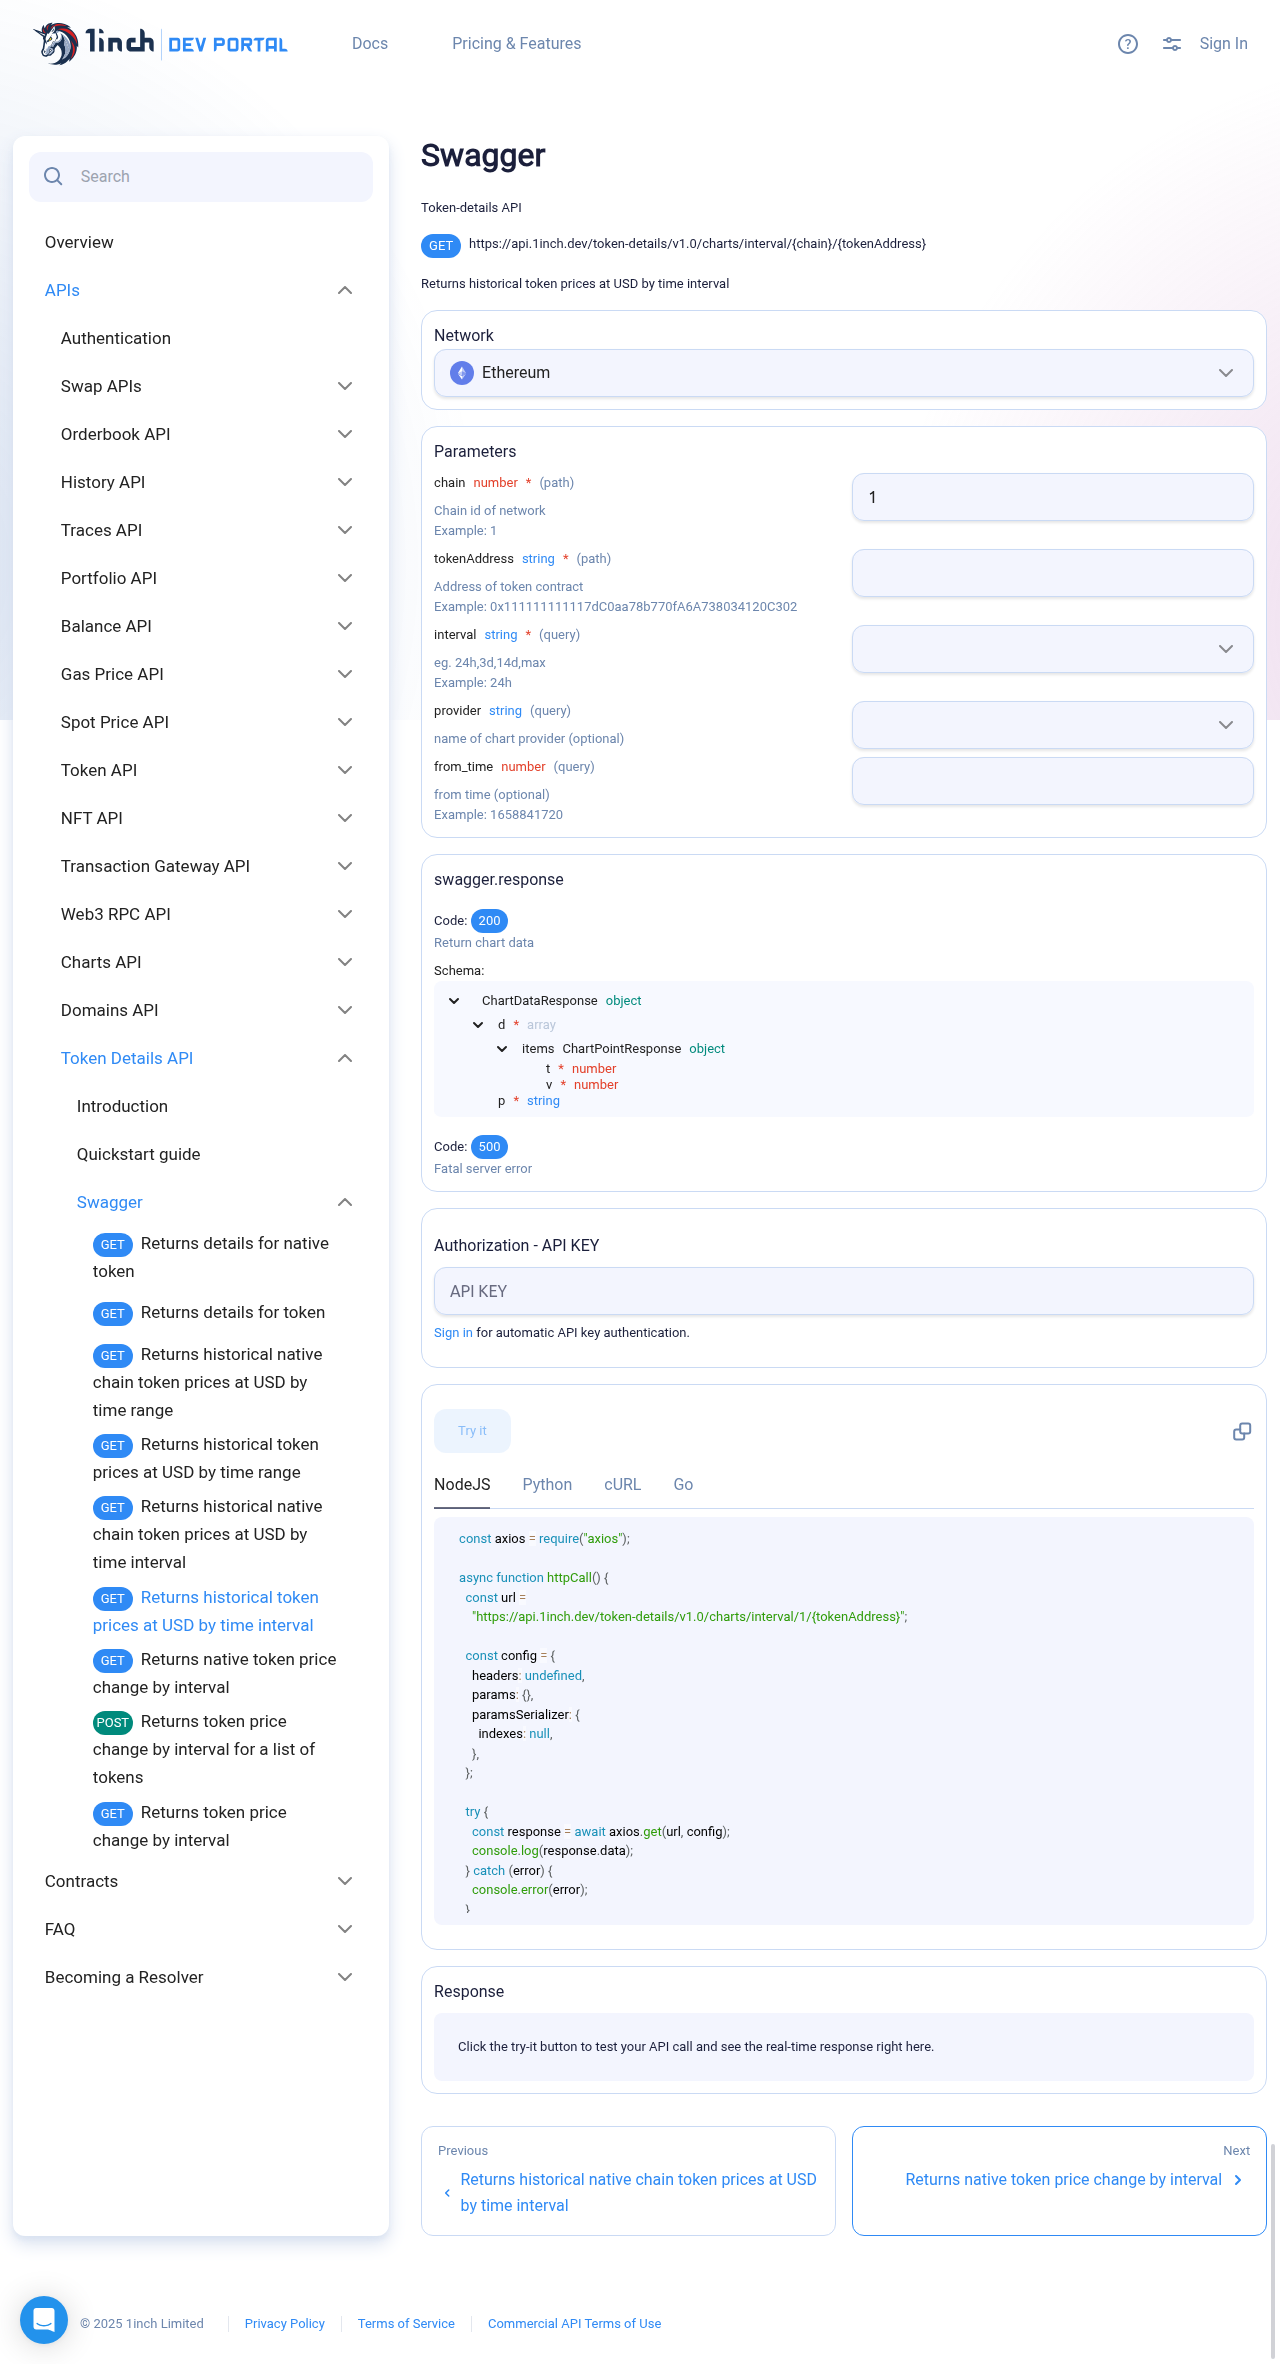 1inch DEV PORTAL
Docs
Pricing & Features
Sign In
Search
Overview
APIs
Authentication
Swap APIs
Orderbook API
History API
Traces API
Portfolio API
Balance API
Gas Price API
Spot Price API
Token API
NFT API
Transaction Gateway API
Web3 RPC API
Charts API
Domains API
Token Details API
Introduction
Quickstart guide
Swagger
GET Returns details for native
token
GET Returns details for token
GET Returns historical native
chain token prices at USD by
time range
GET Returns historical token
prices at USD by time range
GET Returns historical native
chain token prices at USD by
time interval
GET Returns historical token
prices at USD by time interval
GET Returns native token price
change by interval
POST Returns token price
change by interval for a list of
tokens
GET Returns token price
change by interval
Contracts
FAQ
Becoming a Resolver
Swagger
Token-details API
GET https://api.1inch.dev/token-details/v1.0/charts/interval/{chain}/{tokenAddress}
Returns historical token prices at USD by time interval
Network
Ethereum
Parameters
chain number * (path)
1
Chain id of network
Example: 1
tokenAddress string * (path)
Address of token contract
Example: 0x111111111117dC0aa78b770fA6A738034120C302
interval string * (query)
eg. 24h,3d,14d,max
Example: 24h
provider string (query)
name of chart provider (optional)
from_time number (query)
from time (optional)
Example: 1658841720
swagger.response
Code: 200
Return chart data
Schema:
ChartDataResponse object
d * array
items ChartPointResponse object
t * number
v * number
p * string
Code: 500
Fatal server error
Authorization - API KEY
API KEY
Sign in for automatic API key authentication.
Try it
NodeJS Python cURL Go
const axios = require("axios");
async function httpCall() {
const url =
"https://api.1inch.dev/token-details/v1.0/charts/interval/1/{tokenAddress}";
const config = {
headers: undefined,
params: {},
paramsSerializer: {
indexes: null,
},
};
try {
const response = await axios.get(url, config);
console.log(response.data);
} catch (error) {
console.error(error);
}
Response
Click the try-it button to test your API call and see the real-time response right here.
Previous
Returns historical native chain token prices at USD
by time interval
Next
Returns native token price change by interval
© 2025 1inch Limited
Privacy Policy
Terms of Service
Commercial API Terms of Use